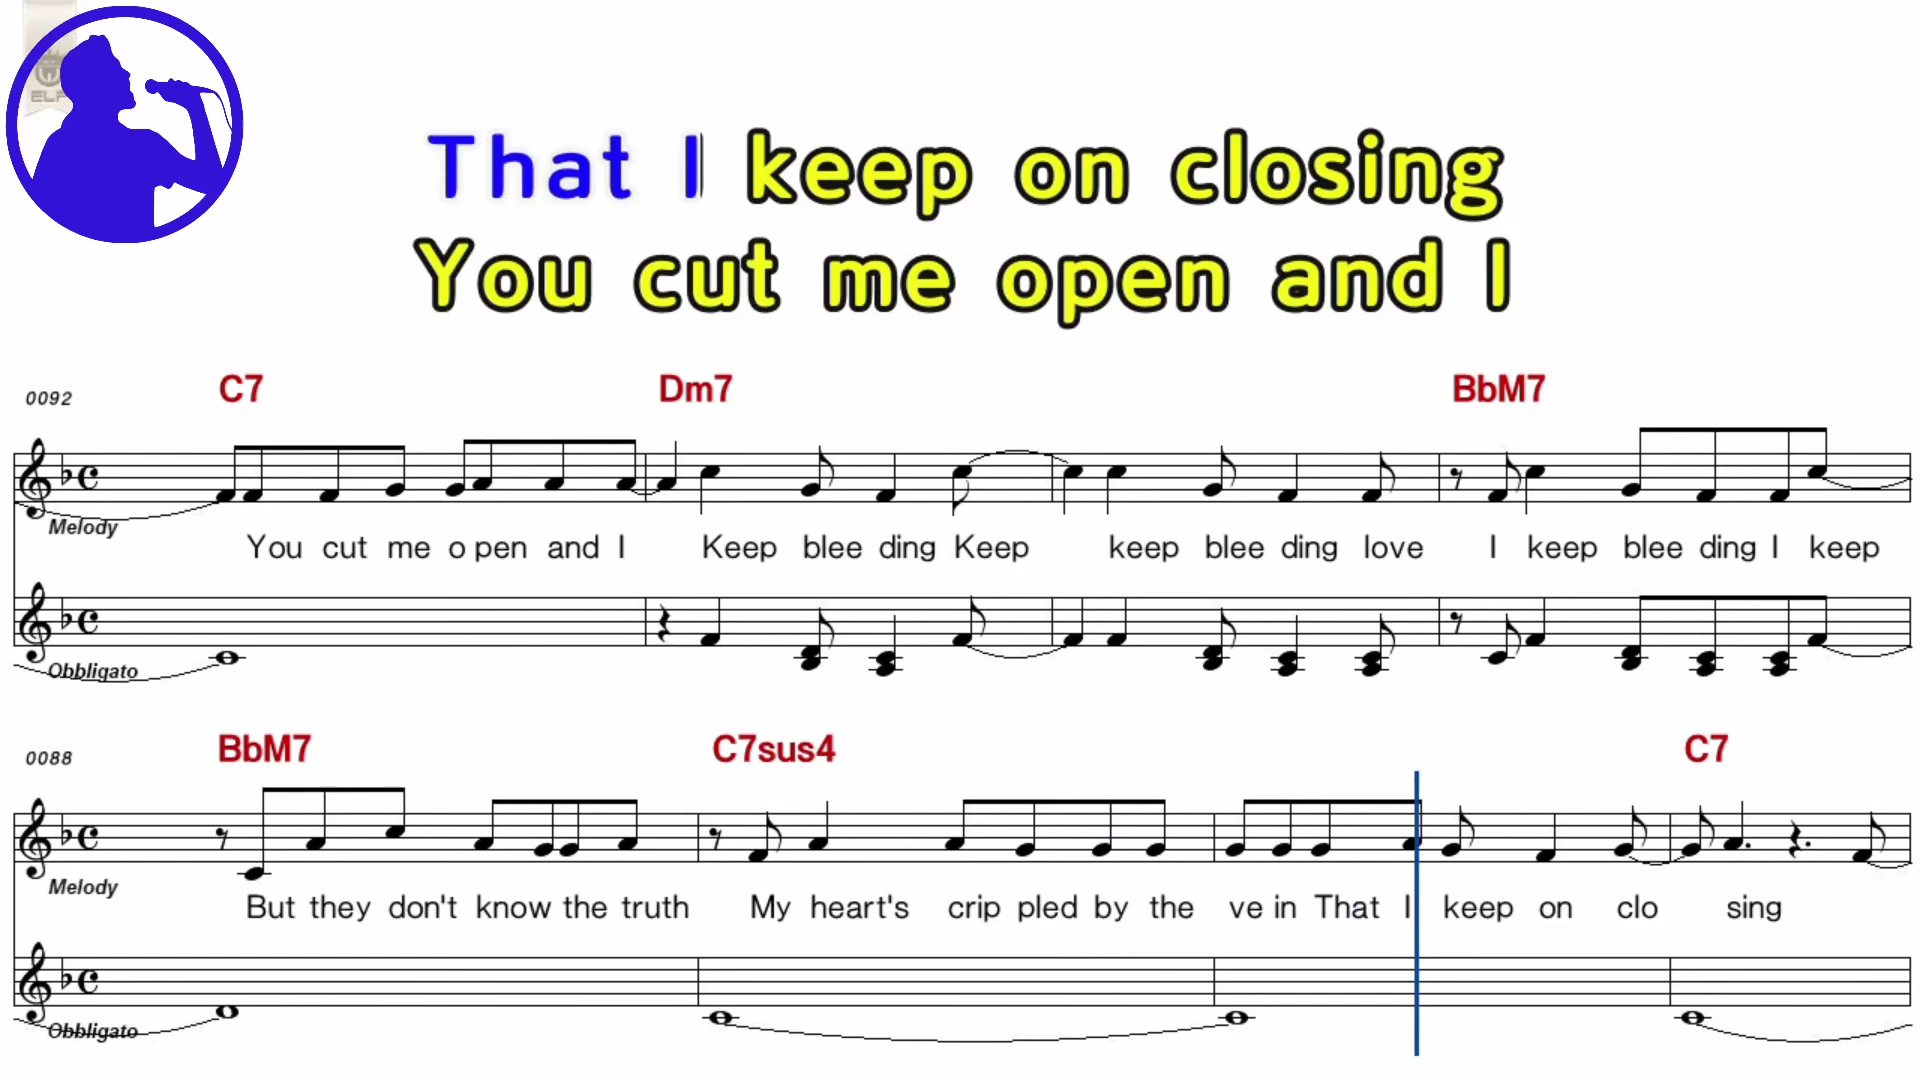 ELF
That I keep on closing
You cut me open and I
0092 C7 Dm7 BbM7
Melody
You cut me o pen and I Keep blee ding Keep keep blee ding love I keep blee ding I keep
Obbligato
0088 BbM7 C7sus4 C7
Melody
But they don't know the truth My heart's crip pled by the ve in That I keep on clo sing
Obbligato